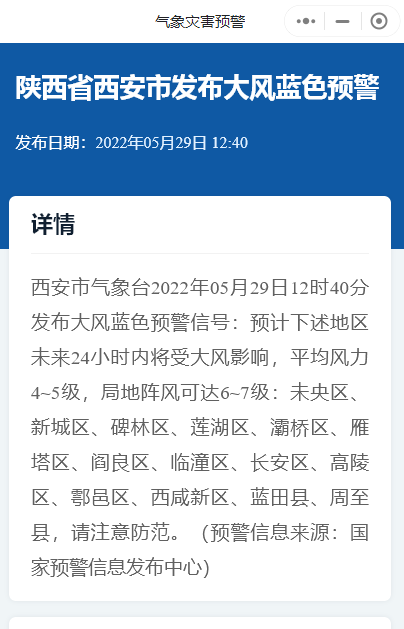 气象灾害预警
陕西省西安市发布大风蓝色预警
发布日期：2022年05月29日 12:40
详情
西安市气象台2022年05月29日12时40分
发布大风蓝色预警信号：预计下述地区
未来24小时内将受大风影响，平均风力
4~5级，局地阵风可达6~7级：未央区、
新城区、碑林区、莲湖区、灞桥区、雁
塔区、阎良区、临潼区、长安区、高陵
区、鄠邑区、西咸新区、蓝田县、周至
县，请注意防范。（预警信息来源：国
家预警信息发布中心）